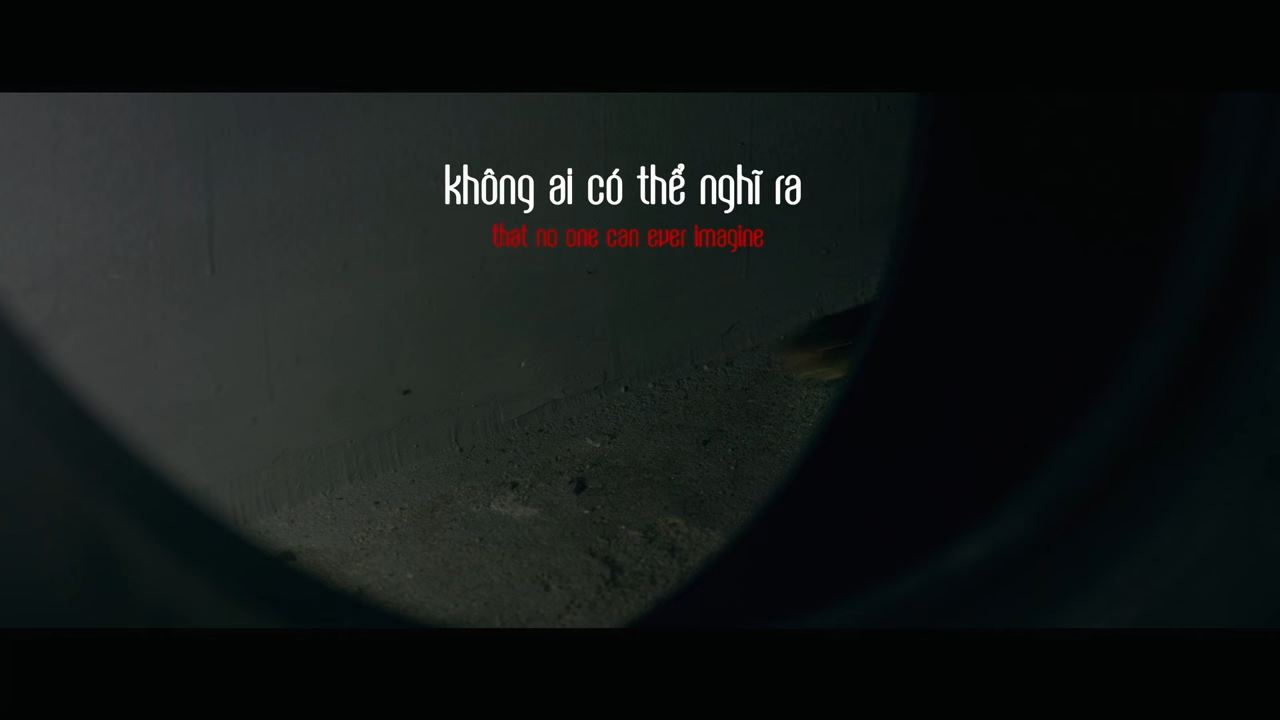 không ai có thể nghĩ ra
that no one can ever imagine